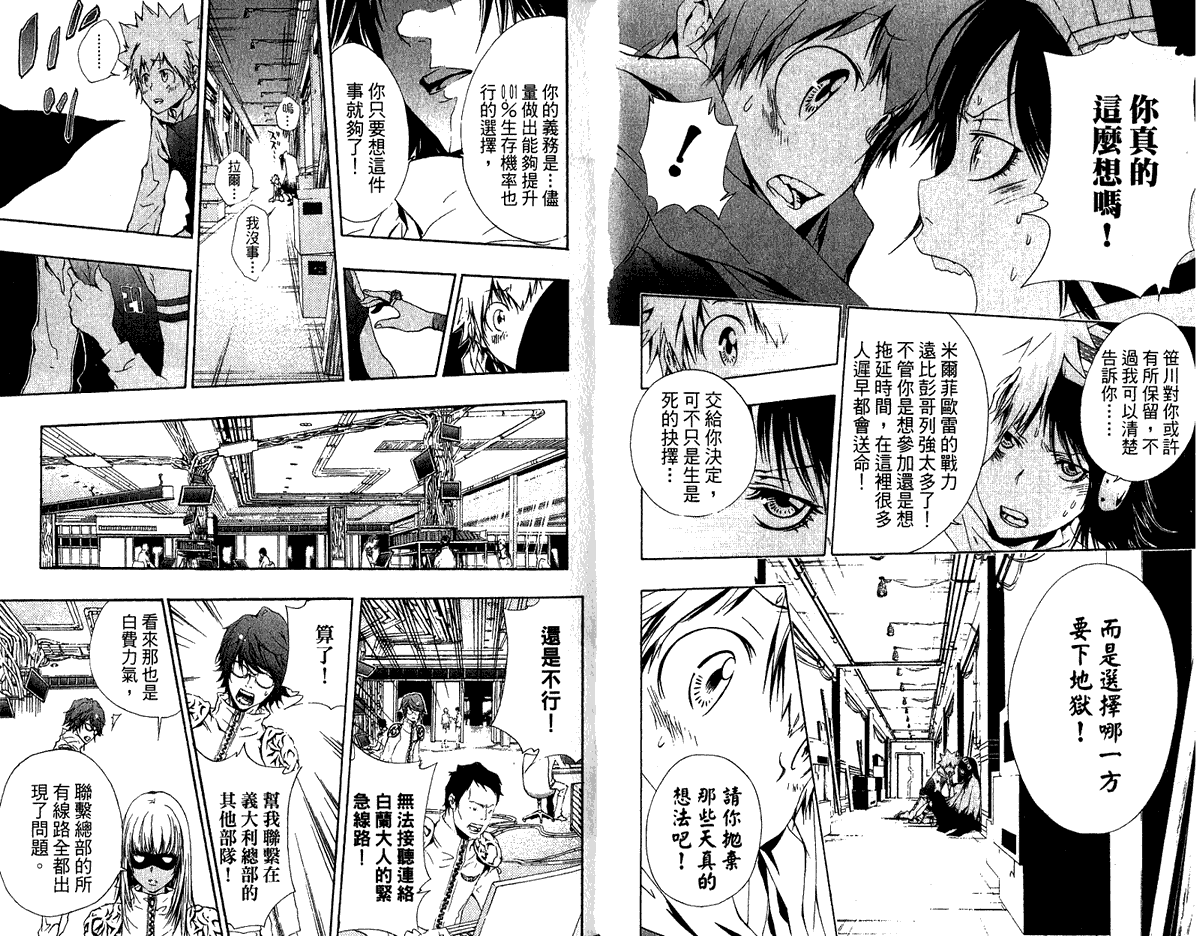 你真的
這麼想嗎！
！
笹川對你或許
有所保留，不
過我可以清楚
告訴你……
米爾菲歐雷的戰力
遠比彭哥列強太多了！
不管你是想參加還是想
拖延時間，在這裡很多
人遲早都會送命！
交給你決定，
可不只是生是
死的抉擇…
而是選擇哪一方
要下地獄！
請你拋棄
那些天真的
想法吧！
你的義務是…儘
量做出能夠提升
001%生存機率也
行的選擇，
你只要想這件
事就夠了！
嗚…
拉爾…
我沒事…
……
21
還是不行！
無法接聽連絡
白蘭大人的緊
急線路！
算了！
幫我聯繫在
義大利總部的
其他部隊！
看來那也是
白費力氣，
聯繫總部的所
有線路全都出
現了問題。